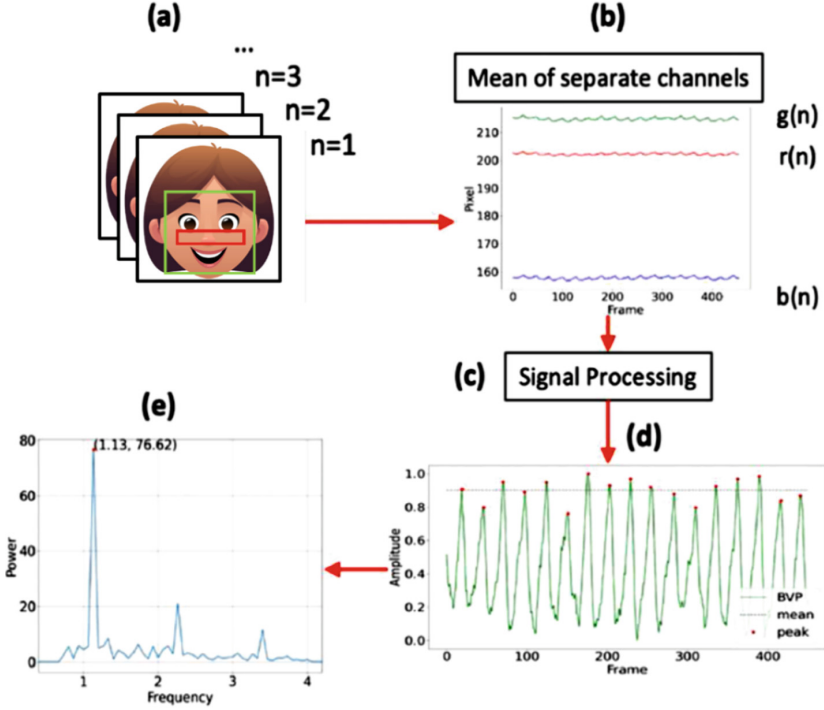 (a)
...
n=3
n=2
n=1
(b)
Mean of separate channels
g(n)
r(n)
b(n)
Pixel
210
200
190
180
170
160
0 100 200 300 400
Frame
(c)
Signal Processing
(d)
Amplitude
1.0
0.8
0.6
0.4
0.2
0.0
BVP
mean
peak
0 100 200 300 400
Frame
(e)
(1.13, 76.62)
Power
80
60
40
20
0
1 2 3 4
Frequency